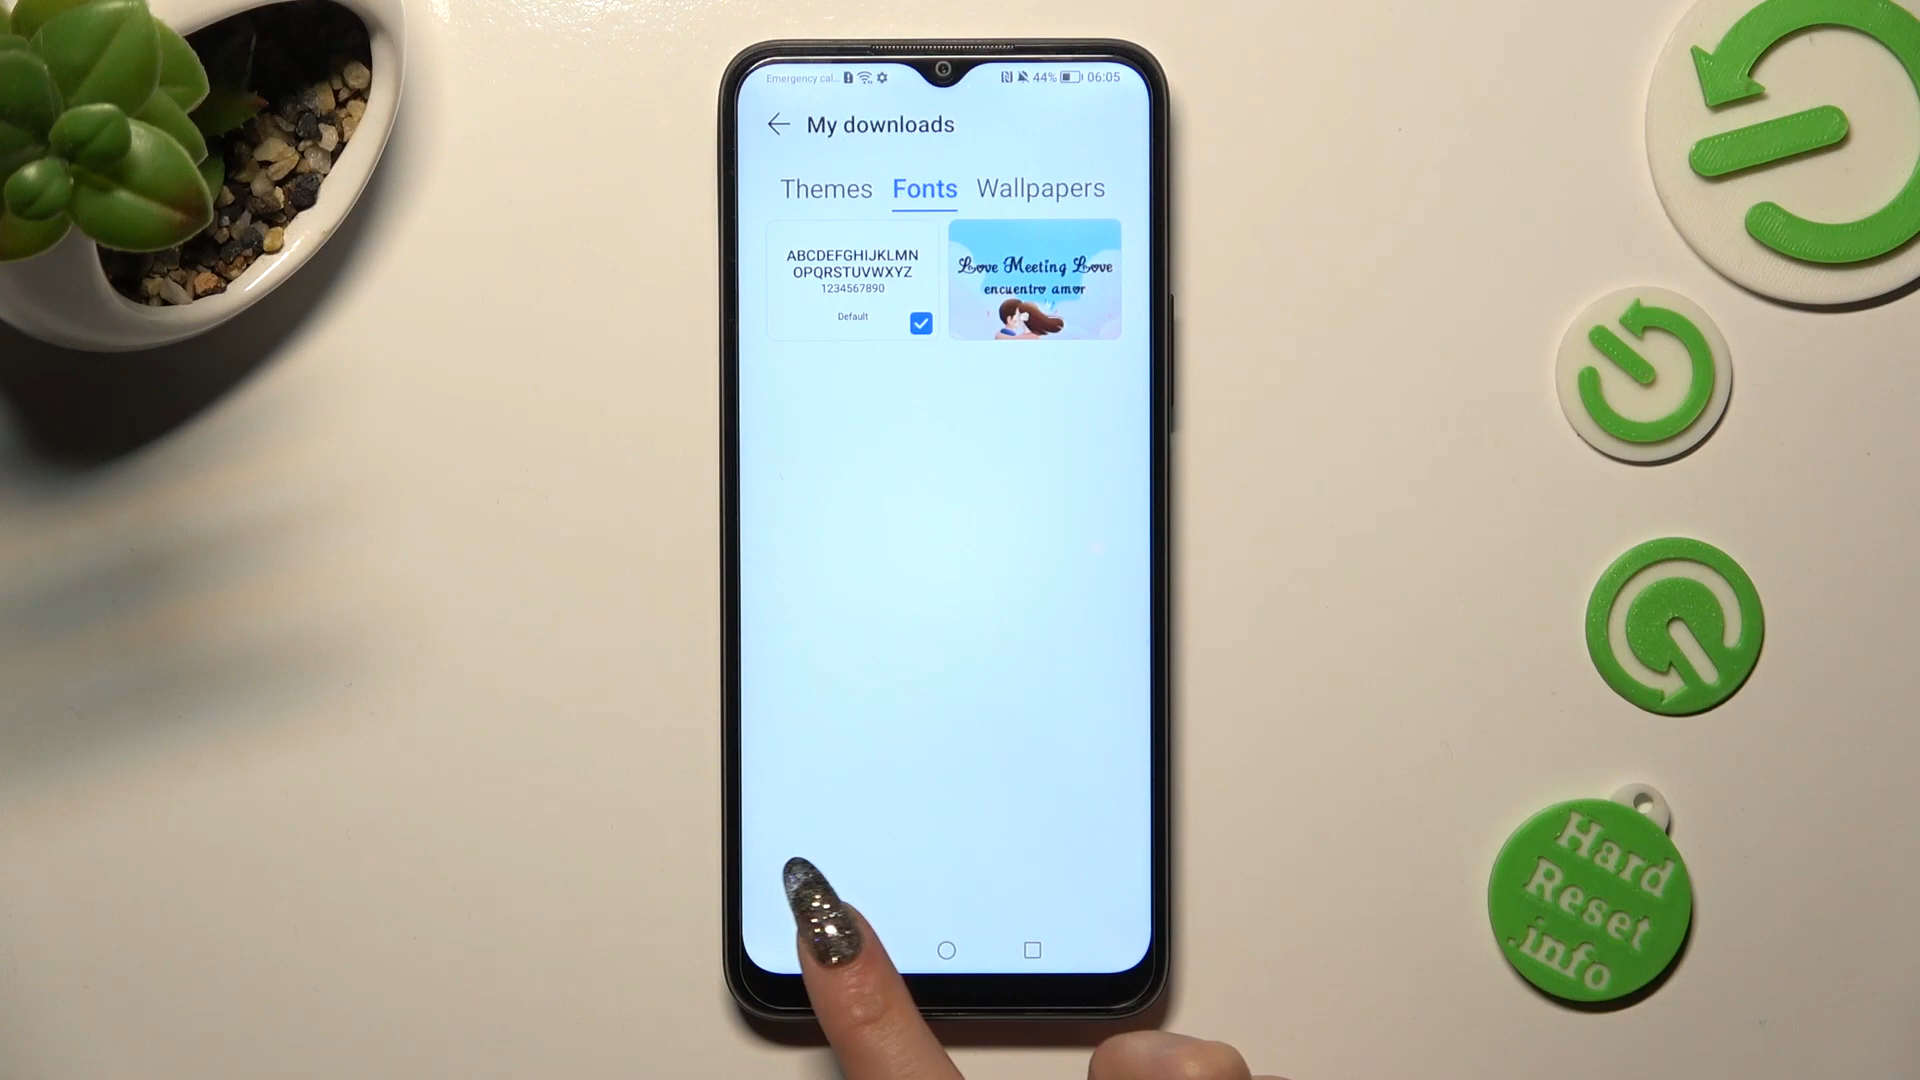 Emergency cal... 44% 06:05
My downloads
Themes Fonts Wallpapers
ABCDEFGHIJKLMN
OPQRSTUVWXYZ
1234567890
Default
Love Meeting Love
encuentro amor
Hard
Reset
.info